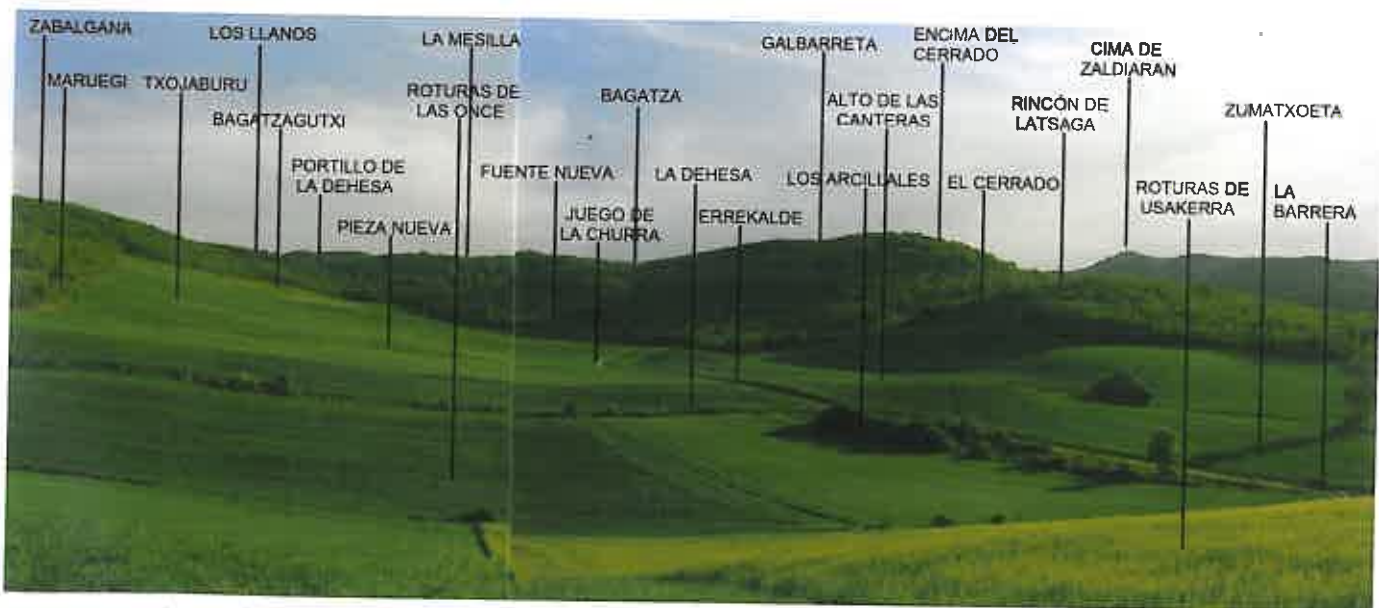 ZABALGANA
LOS LLANOS
LA MESILLA
GALBARRETA
ENCIMA DEL
CERRADO
CIMA DE
ZALDIARAN
MARUEGI
TXOJABURU
ROTURAS DE
LAS ONCE
BAGATZA
ALTO DE LAS
CANTERAS
RINCÓN DE
LATSAGA
ZUMATXOETA
BAGATZAGUTXI
PORTILLO DE
LA DEHESA
FUENTE NUEVA
LA DEHESA
LOS ARCILLALES
EL CERRADO
ROTURAS DE
USAKERRA
LA
BARRERA
PIEZA NUEVA
JUEGO DE
LA CHURRA
ERREKALDE